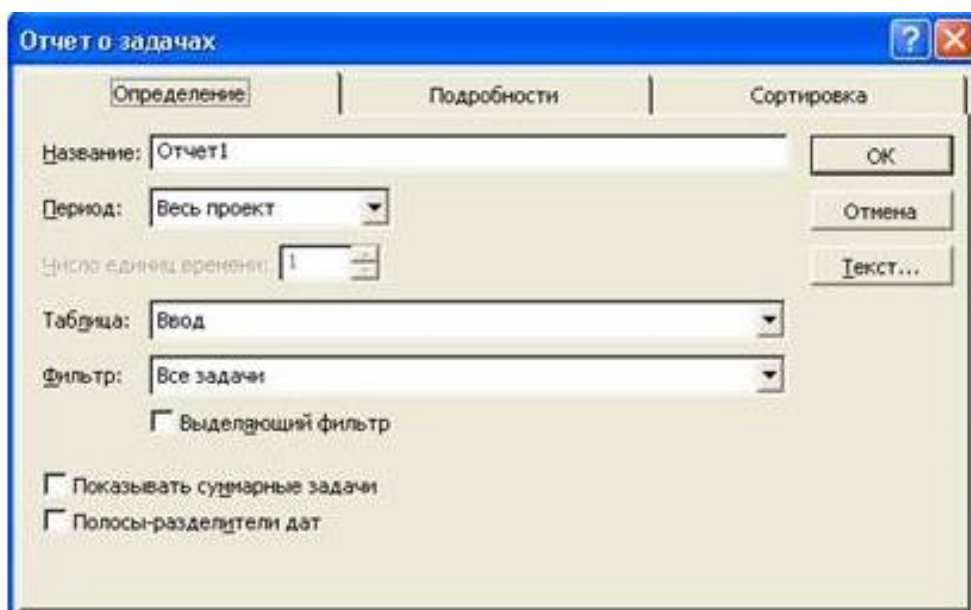 Отчет о задачах
Определение Подробности Сортировка
Название: Отчет1 ОК
Период: Весь проект Отмена
Число единиц времени: 1 Текст...
Таблица: Ввод
Фильтр: Все задачи
Выделяющий фильтр
Показывать суммарные задачи
Полосы-разделители дат